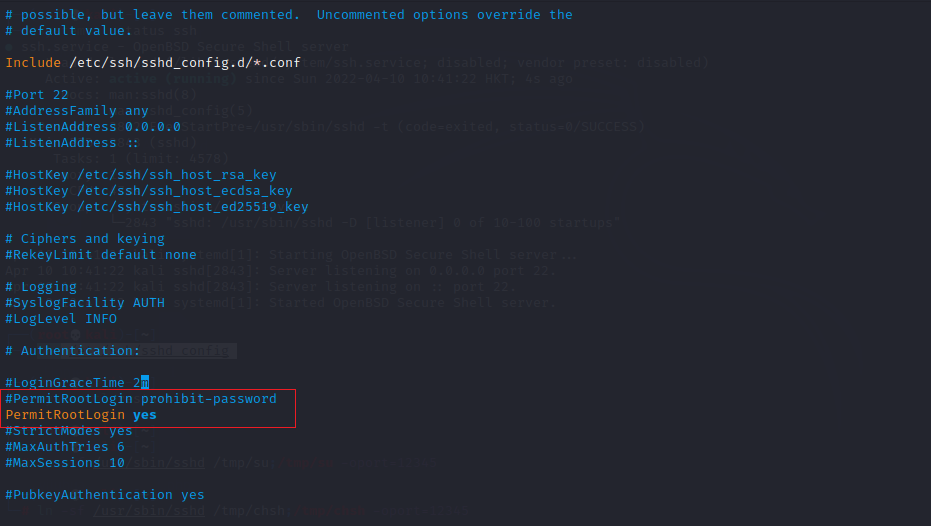 # possible, but leave them commented.  Uncommented options override the
# default value.
Include /etc/ssh/sshd_config.d/*.conf
#Port 22
#AddressFamily any
#ListenAddress 0.0.0.0
#ListenAddress ::
#HostKey /etc/ssh/ssh_host_rsa_key
#HostKey /etc/ssh/ssh_host_ecdsa_key
#HostKey /etc/ssh/ssh_host_ed25519_key
# Ciphers and keying
#RekeyLimit default none
# Logging
#SyslogFacility AUTH
#LogLevel INFO
# Authentication:
#LoginGraceTime 2m
#PermitRootLogin prohibit-password
PermitRootLogin yes
#StrictModes yes
#MaxAuthTries 6
#MaxSessions 10
#PubkeyAuthentication yes